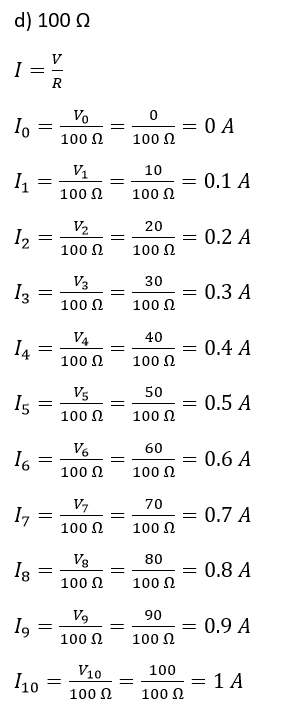 d) 100 Ω
I = V/R
I₀ = V₀/100 Ω = 0/100 Ω = 0 A
I₁ = V₁/100 Ω = 10/100 Ω = 0.1 A
I₂ = V₂/100 Ω = 20/100 Ω = 0.2 A
I₃ = V₃/100 Ω = 30/100 Ω = 0.3 A
I₄ = V₄/100 Ω = 40/100 Ω = 0.4 A
I₅ = V₅/100 Ω = 50/100 Ω = 0.5 A
I₆ = V₆/100 Ω = 60/100 Ω = 0.6 A
I₇ = V₇/100 Ω = 70/100 Ω = 0.7 A
I₈ = V₈/100 Ω = 80/100 Ω = 0.8 A
I₉ = V₉/100 Ω = 90/100 Ω = 0.9 A
I₁₀ = V₁₀/100 Ω = 100/100 Ω = 1 A